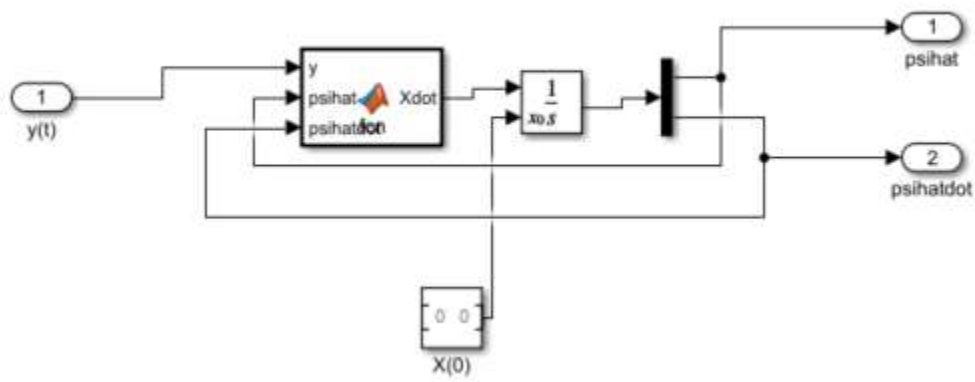 1
y(t)
y
psihat
psihatdot
fcn
Xdot
1
x₀ s
1
psihat
2
psihatdot
0 0
X(0)